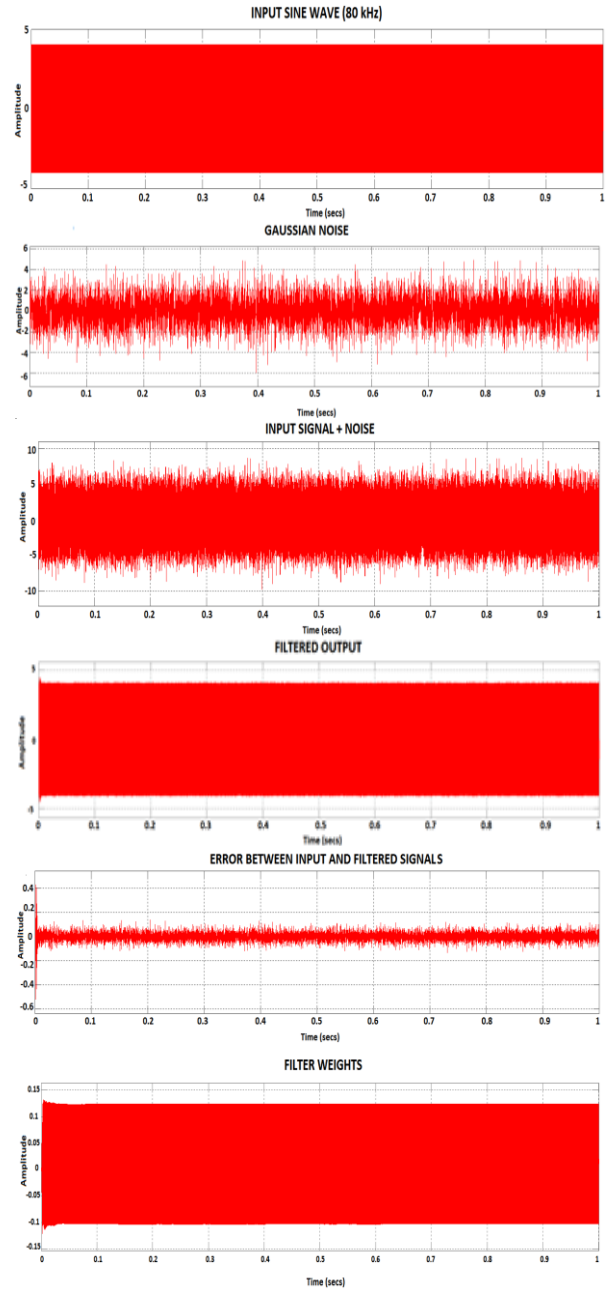 INPUT SINE WAVE (80 kHz)
5
0
-5
Amplitude
0 0.1 0.2 0.3 0.4 0.5 0.6 0.7 0.8 0.9 1
Time (secs)
GAUSSIAN NOISE
6
4
2
0
-2
-4
-6
Amplitude
0 0.1 0.2 0.3 0.4 0.5 0.6 0.7 0.8 0.9 1
Time (secs)
INPUT SIGNAL + NOISE
10
5
0
-5
-10
Amplitude
0 0.1 0.2 0.3 0.4 0.5 0.6 0.7 0.8 0.9 1
Time (secs)
FILTERED OUTPUT
5
0
-5
Amplitude
0 0.1 0.2 0.3 0.4 0.5 0.6 0.7 0.8 0.9 1
Time (secs)
ERROR BETWEEN INPUT AND FILTERED SIGNALS
0.4
0.2
0
-0.2
-0.4
-0.6
Amplitude
0 0.1 0.2 0.3 0.4 0.5 0.6 0.7 0.8 0.9 1
Time (secs)
FILTER WEIGHTS
0.15
0.1
0.05
0
-0.05
-0.1
-0.15
Amplitude
0 0.1 0.2 0.3 0.4 0.5 0.6 0.7 0.8 0.9 1
Time (secs)